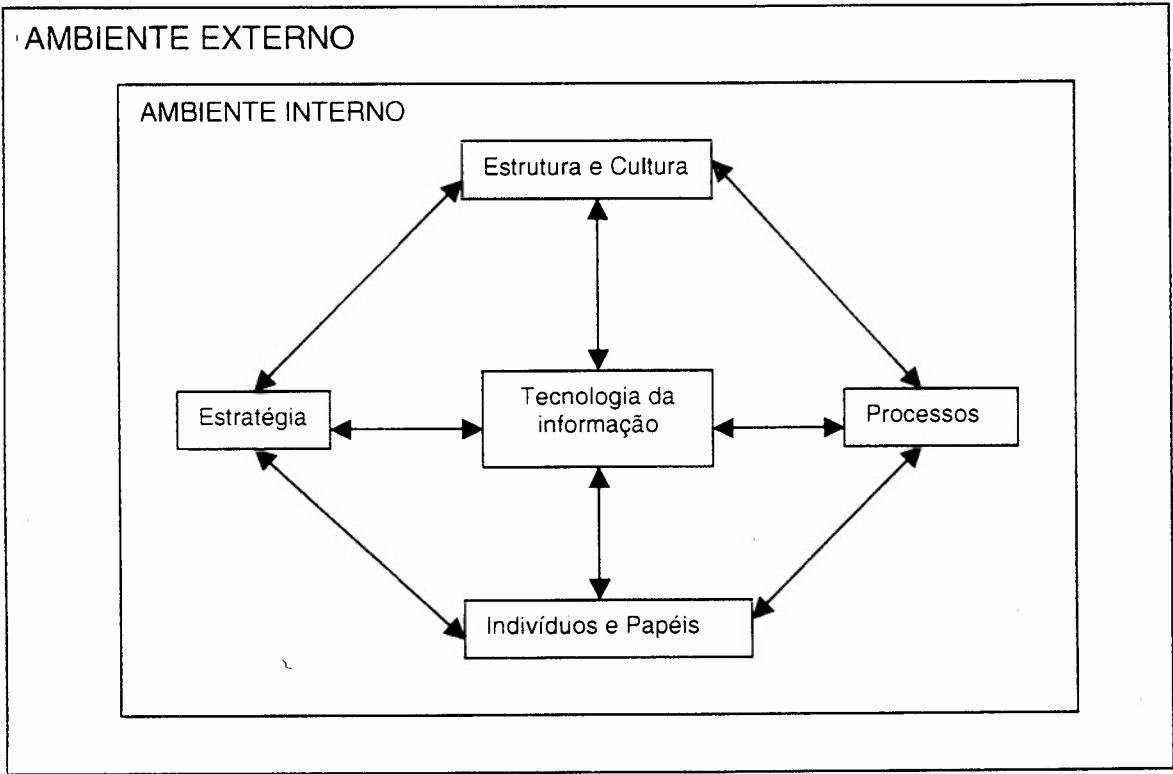 AMBIENTE EXTERNO
AMBIENTE INTERNO
Estrutura e Cultura
Estratégia
Tecnologia da
informação
Processos
Indivíduos e Papéis